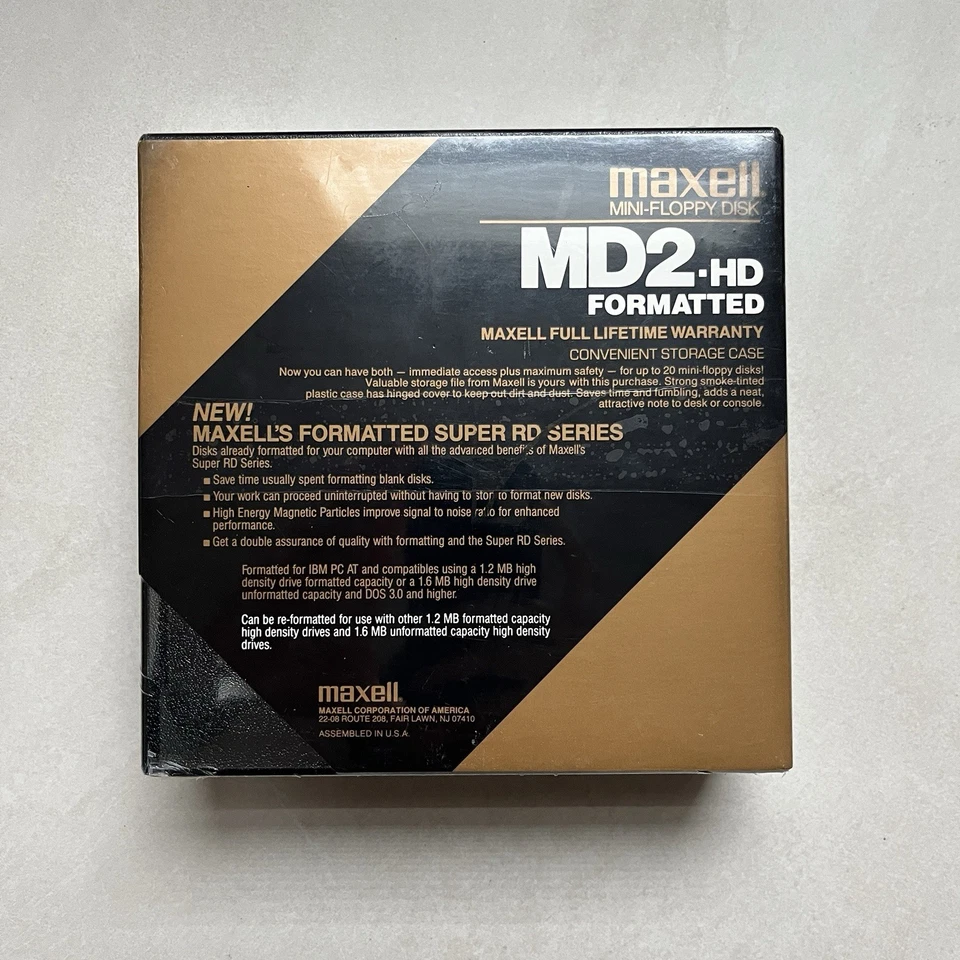 maxell
MINI-FLOPPY DISK
MD2-HD
FORMATTED
MAXELL FULL LIFETIME WARRANTY
CONVENIENT STORAGE CASE
Now you can have both — immediate access plus maximum safety — for up to 20 mini-floppy disks!
Valuable storage file from Maxell is yours with this purchase. Strong smoke-tinted
plastic case has hinged cover to keep out dirt and dust. Saves time and fumbling, adds a neat,
attractive note to desk or console.
NEW!
MAXELL'S FORMATTED SUPER RD SERIES
Disks already formatted for your computer with all the advanced benefits of Maxell's
Super RD Series.
■ Save time usually spent formatting blank disks.
■ Your work can proceed uninterrupted without having to stop to format new disks.
■ High Energy Magnetic Particles improve signal to noise ratio for enhanced
performance.
■ Get a double assurance of quality with formatting and the Super RD Series.
Formatted for IBM PC AT and compatibles using a 1.2 MB high
density drive formatted capacity or a 1.6 MB high density drive
unformatted capacity and DOS 3.0 and higher.
Can be re-formatted for use with other 1.2 MB formatted capacity
high density drives and 1.6 MB unformatted capacity high density
drives.
maxell®
MAXELL CORPORATION OF AMERICA
22-08 ROUTE 208, FAIR LAWN, NJ 07410
ASSEMBLED IN U.S.A.